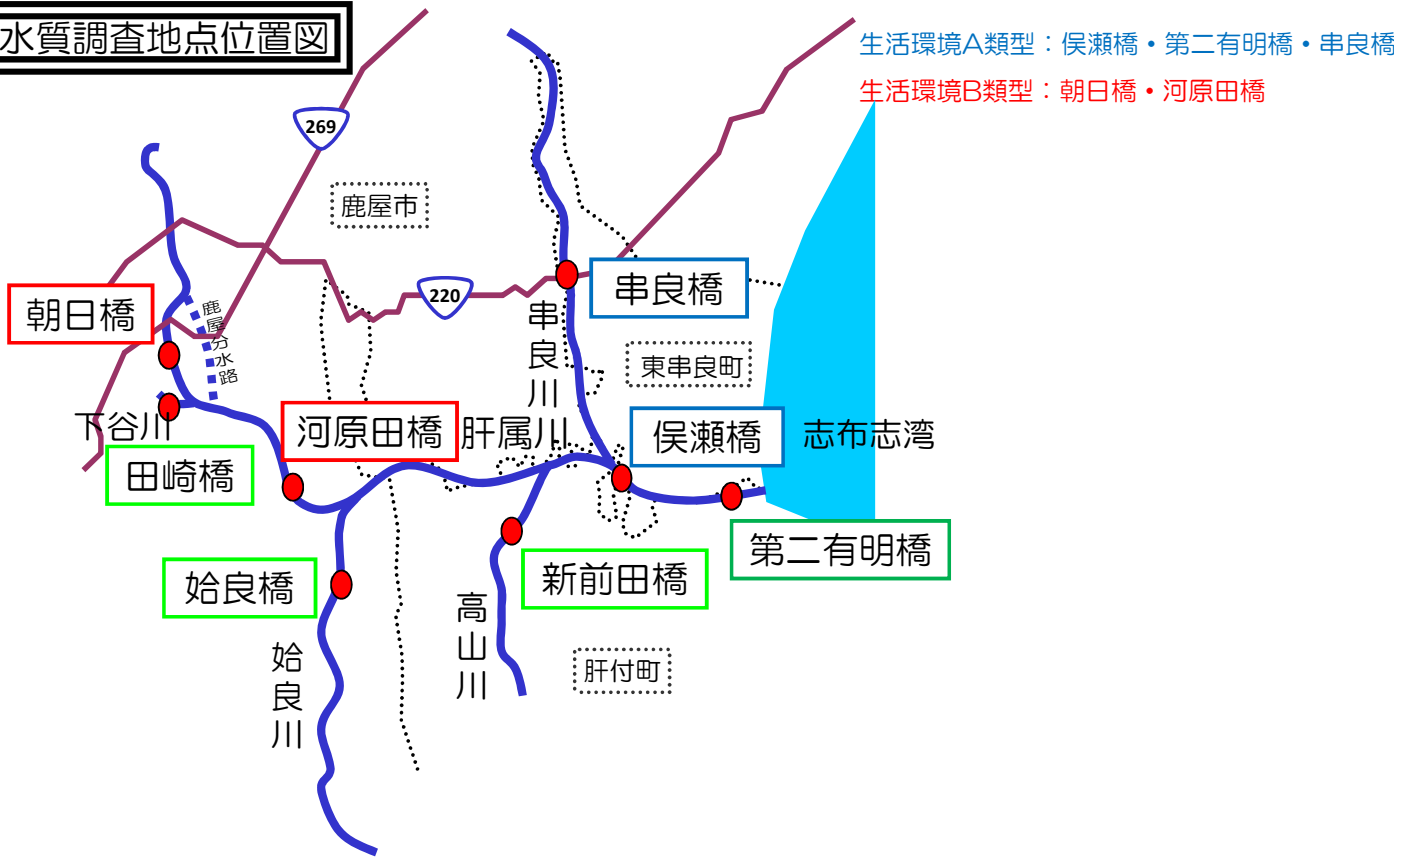 水質調査地点位置図
生活環境A類型：俣瀬橋・第二有明橋・串良橋
生活環境B類型：朝日橋・河原田橋
269
鹿屋市
朝日橋
鹿屋分水路
220
串良橋
串良川
東串良町
下谷川
河原田橋
肝属川
俣瀬橋
志布志湾
田崎橋
第二有明橋
姶良橋
新前田橋
高山川
姶良川
肝付町